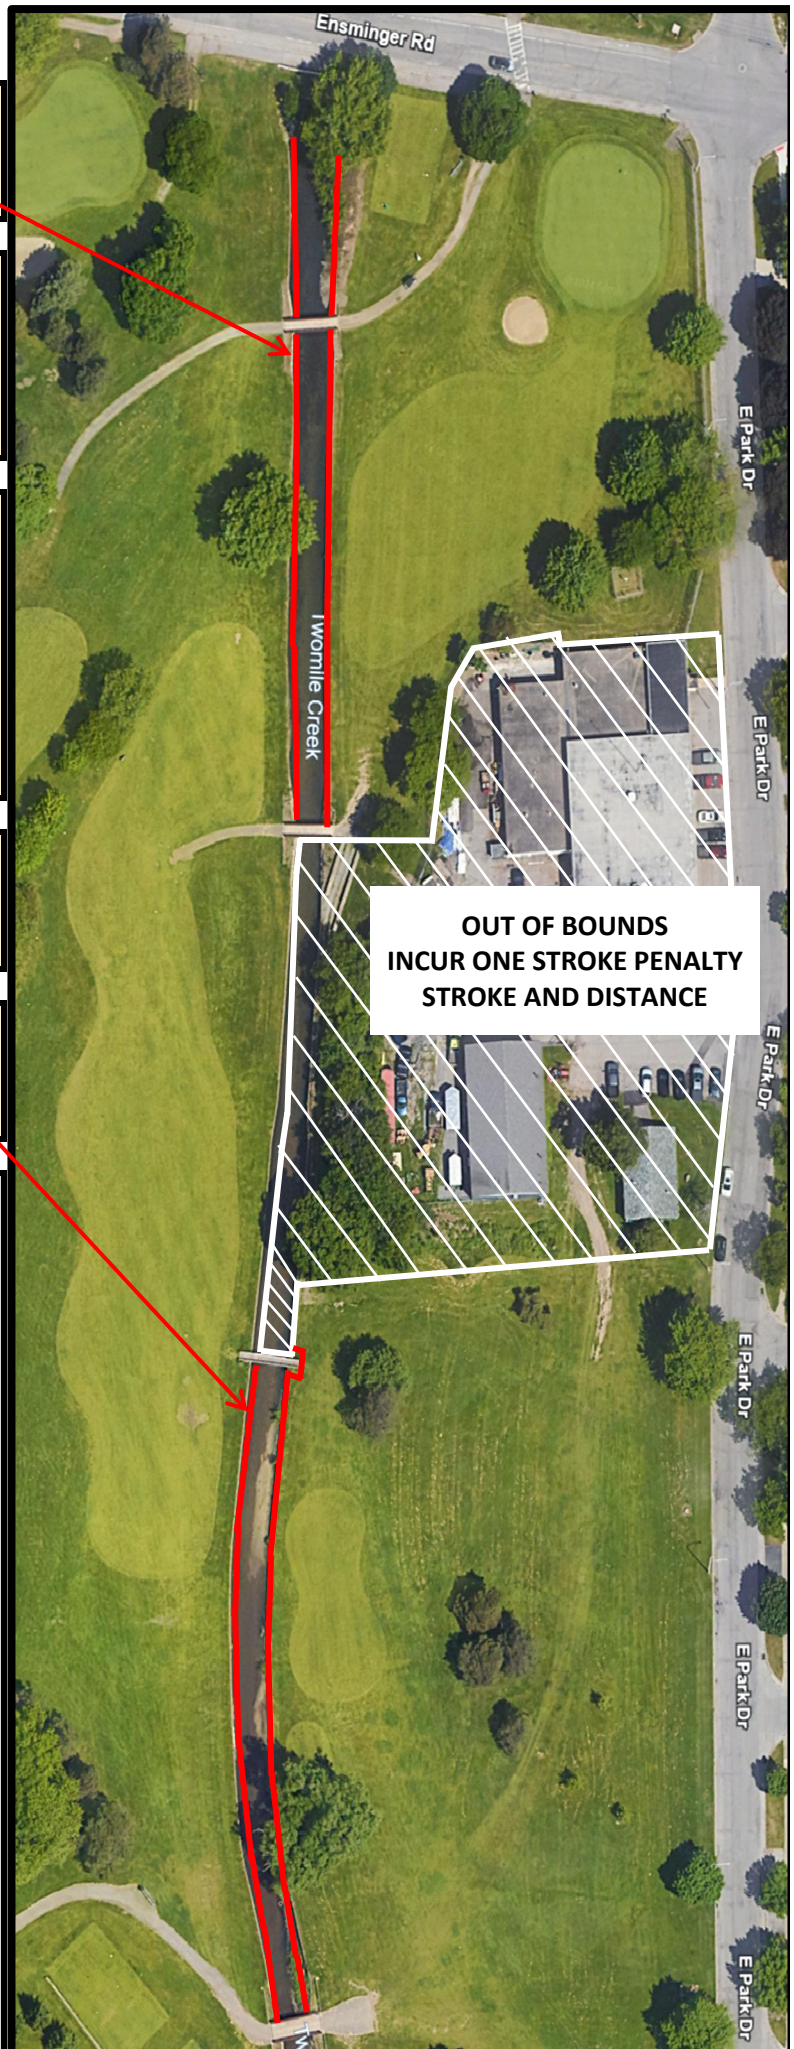 Ensminger Rd
E Park Dr
Twomile Creek
E Park Dr
OUT OF BOUNDS
INCUR ONE STROKE PENALTY
STROKE AND DISTANCE
E Park Dr
E Park Dr
E Park Dr
E Park Dr
TW